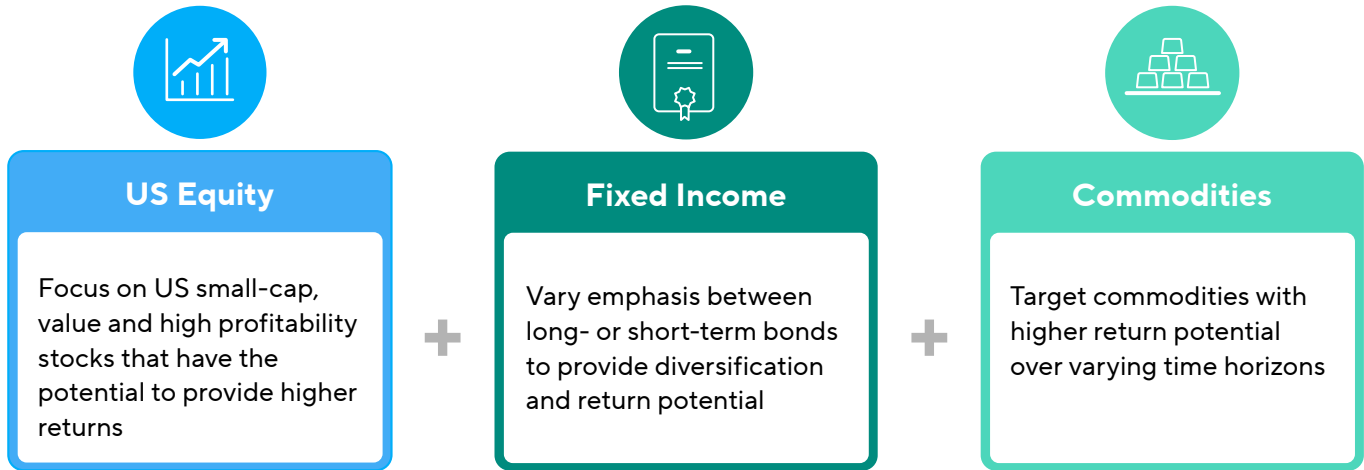 US Equity
Focus on US small-cap,
value and high profitability
stocks that have the
potential to provide higher
returns
+
Fixed Income
Vary emphasis between
long- or short-term bonds
to provide diversification
and return potential
+
Commodities
Target commodities with
higher return potential
over varying time horizons